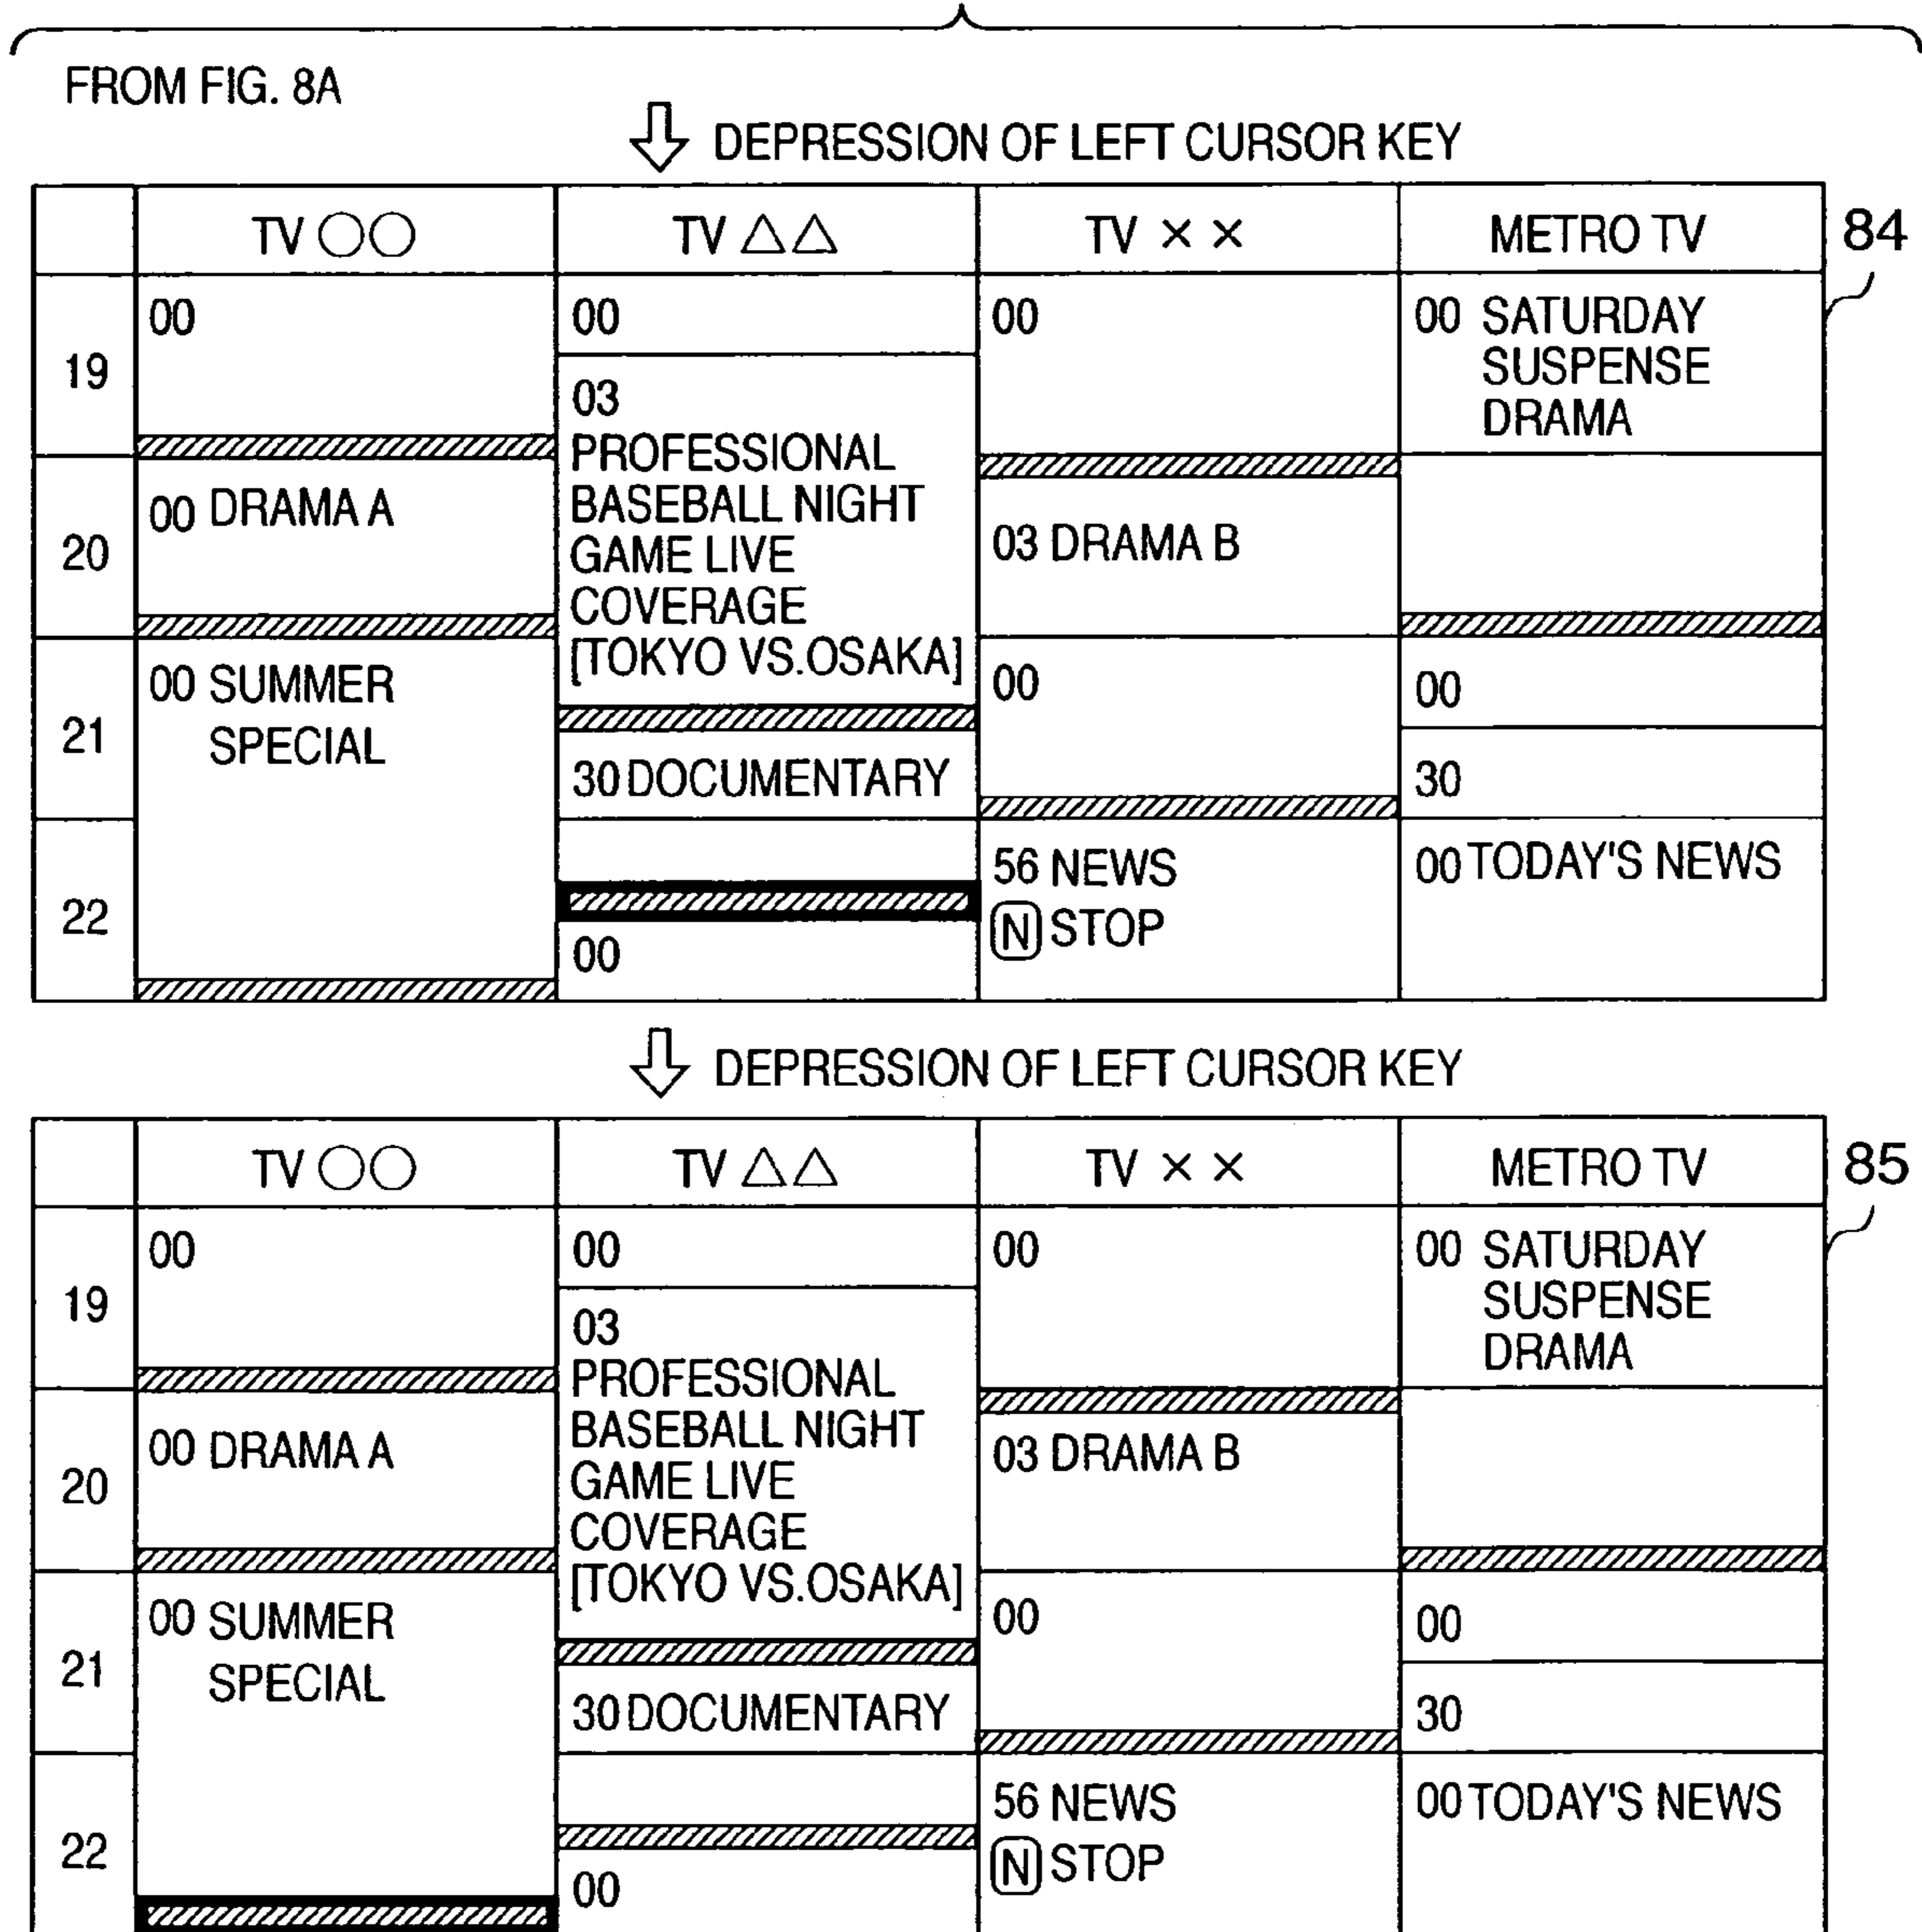 FROM FIG. 8A
DEPRESSION OF LEFT CURSOR KEY
TV ○○ TV △△ TV × × METRO TV 84
19
00
00
03
PROFESSIONAL
BASEBALL NIGHT
GAME LIVE
COVERAGE
[TOKYO VS.OSAKA]
00
00 SATURDAY
SUSPENSE
DRAMA
20
00 DRAMA A
03 DRAMA B
21
00 SUMMER
SPECIAL
30 DOCUMENTARY
00
00
30
22
00
56 NEWS
N STOP
00 TODAY'S NEWS
DEPRESSION OF LEFT CURSOR KEY
TV ○○ TV △△ TV × × METRO TV 85
19
00
00
03
PROFESSIONAL
BASEBALL NIGHT
GAME LIVE
COVERAGE
[TOKYO VS.OSAKA]
00
00 SATURDAY
SUSPENSE
DRAMA
20
00 DRAMA A
03 DRAMA B
21
00 SUMMER
SPECIAL
30 DOCUMENTARY
00
00
30
22
00
56 NEWS
N STOP
00 TODAY'S NEWS